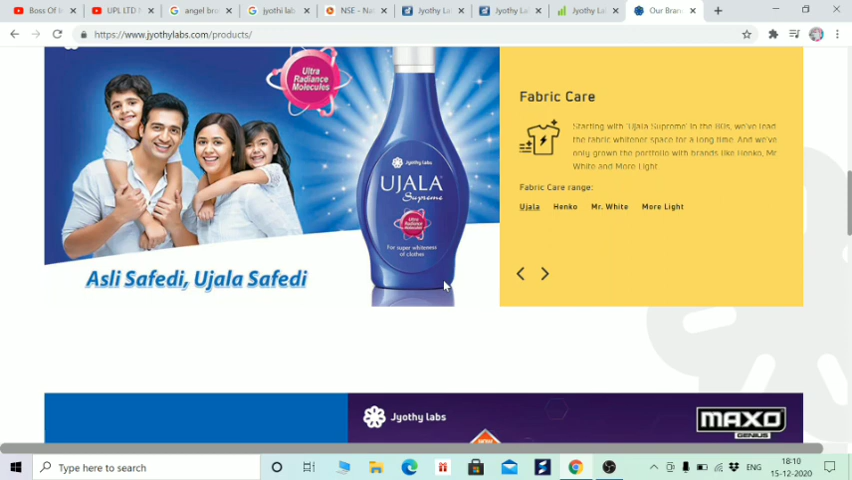 Boss Of I
UPL LTD
angel bro
jyothi lab
NSE - Na
Jyothy La
Jyothy La
Jyothy La
Our Bran
https://www.jyothylabs.com/products/
Ultra
Radiance
Molecules
Jyothy labs
UJALA
Supreme
Ultra
Radiance
Molecules
For super whiteness
of clothes
Asli Safedi, Ujala Safedi
Fabric Care
Starting with 'Ujala Supreme' in the 80s, we've lead
the fabric whitener space for a long time. And we've
only grown the portfolio with brands like Henko, Mr.
White and More Light.
Fabric Care range:
Ujala Henko Mr. White More Light
Jyothy labs
MAXO
GENIUS
Type here to search
ENG
18:10
15-12-2020